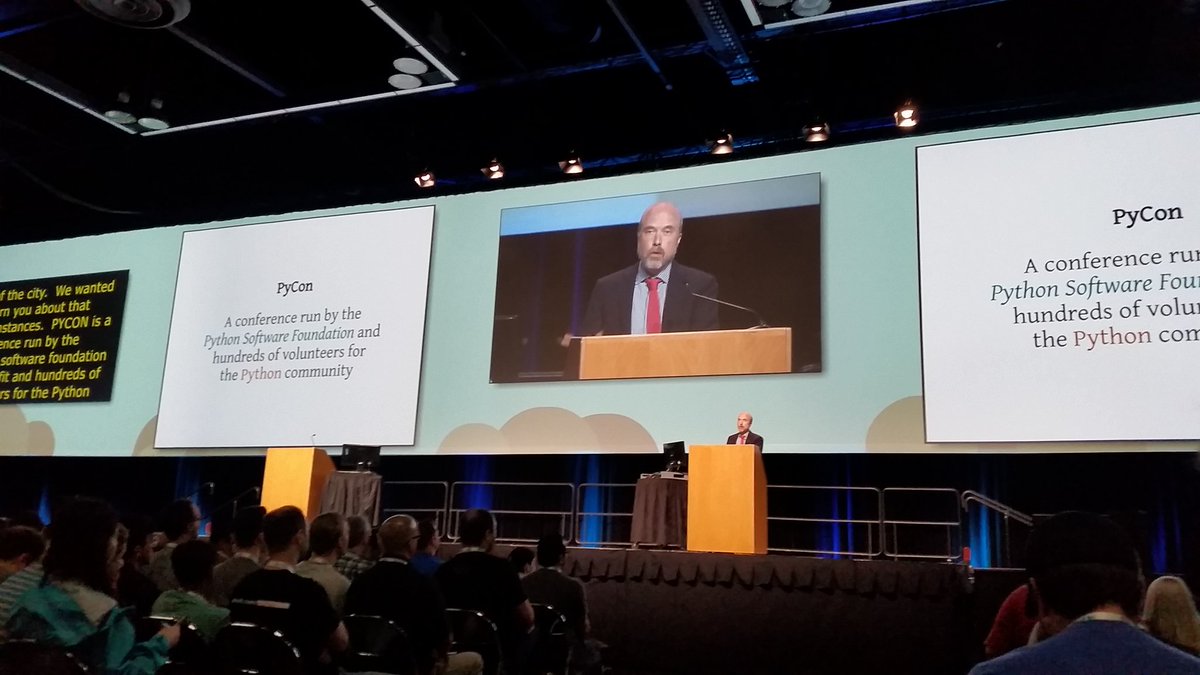 of the city. We wanted
rn you about that
nstances. PYCON is a
ence run by the
software foundation
fit and hundreds of
rs for the Python
PyCon
A conference run by the
Python Software Foundation and
hundreds of volunteers for
the Python community
PyCon
A conference run
Python Software Foun
hundreds of volun
the Python com